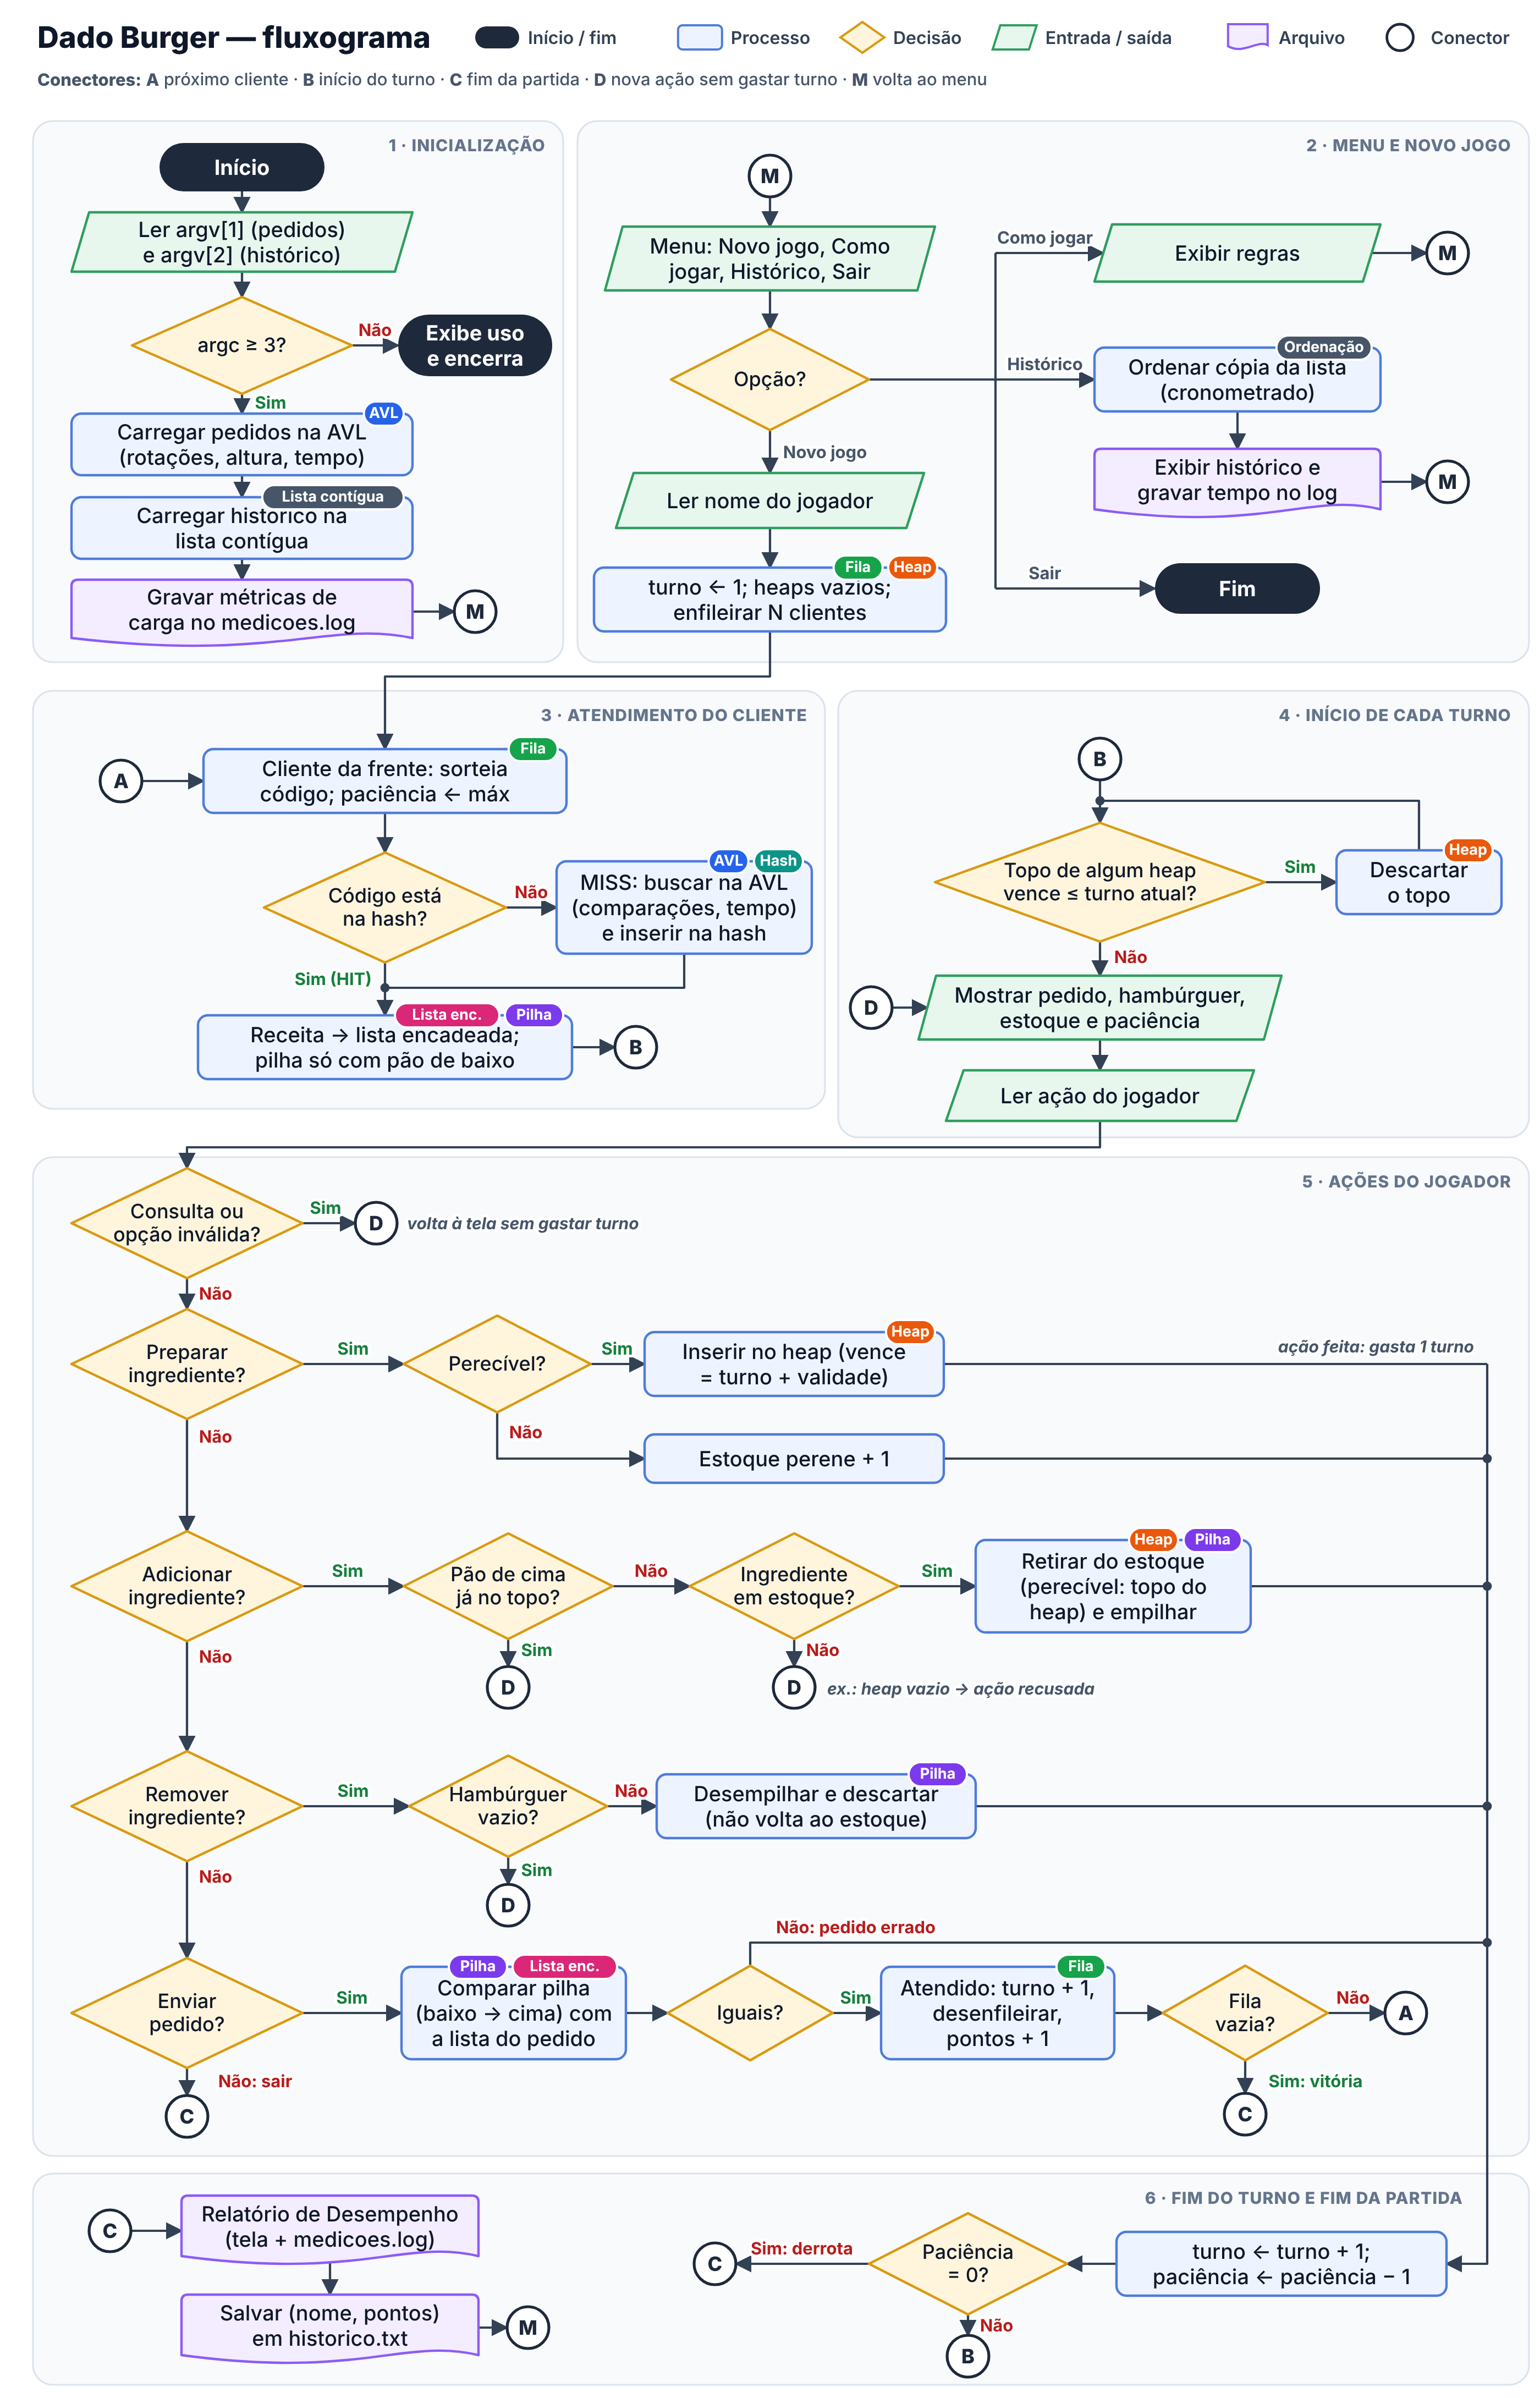 Dado Burger — fluxograma
Início / fim
Processo
Decisão
Entrada / saída
Arquivo
Conector
Conectores: A próximo cliente · B início do turno · C fim da partida · D nova ação sem gastar turno · M volta ao menu
1 · INICIALIZAÇÃO
Início
Ler argv[1] (pedidos)
e argv[2] (histórico)
argc ≥ 3?
Não
Exibe uso
e encerra
Sim
AVL
Carregar pedidos na AVL
(rotações, altura, tempo)
Lista contígua
Carregar histórico na
lista contígua
Gravar métricas de
carga no medicoes.log
M
2 · MENU E NOVO JOGO
M
Menu: Novo jogo, Como
jogar, Histórico, Sair
Opção?
Novo jogo
Ler nome do jogador
Fila
Heap
turno ← 1; heaps vazios;
enfileirar N clientes
Como jogar
Exibir regras
M
Histórico
Ordenação
Ordenar cópia da lista
(cronometrado)
Exibir histórico e
gravar tempo no log
M
Sair
Fim
3 · ATENDIMENTO DO CLIENTE
A
Fila
Cliente da frente: sorteia
código; paciência ← máx
Código está
na hash?
Não
AVL
Hash
MISS: buscar na AVL
(comparações, tempo)
e inserir na hash
Sim (HIT)
Lista enc.
Pilha
Receita → lista encadeada;
pilha só com pão de baixo
B
4 · INÍCIO DE CADA TURNO
B
Topo de algum heap
vence ≤ turno atual?
Sim
Heap
Descartar
o topo
Não
D
Mostrar pedido, hambúrguer,
estoque e paciência
Ler ação do jogador
5 · AÇÕES DO JOGADOR
Consulta ou
opção inválida?
Sim
D
volta à tela sem gastar turno
Não
Preparar
ingrediente?
Sim
Perecível?
Sim
Heap
Inserir no heap (vence
= turno + validade)
ação feita: gasta 1 turno
Não
Não
Estoque perene + 1
Adicionar
ingrediente?
Sim
Pão de cima
já no topo?
Não
Ingrediente
em estoque?
Sim
Heap
Pilha
Retirar do estoque
(perecível: topo do
heap) e empilhar
Não
Sim
D
Não
D
ex.: heap vazio → ação recusada
Remover
ingrediente?
Sim
Hambúrguer
vazio?
Não
Pilha
Desempilhar e descartar
(não volta ao estoque)
Não
Sim
D
Não: pedido errado
Enviar
pedido?
Sim
Pilha
Lista enc.
Comparar pilha
(baixo → cima) com
a lista do pedido
Iguais?
Sim
Fila
Atendido: turno + 1,
desenfileirar,
pontos + 1
Fila
vazia?
Não
A
Não: sair
C
Sim: vitória
C
6 · FIM DO TURNO E FIM DA PARTIDA
C
Relatório de Desempenho
(tela + medicoes.log)
Salvar (nome, pontos)
em historico.txt
M
C
Sim: derrota
Paciência
= 0?
turno ← turno + 1;
paciência ← paciência − 1
Não
B